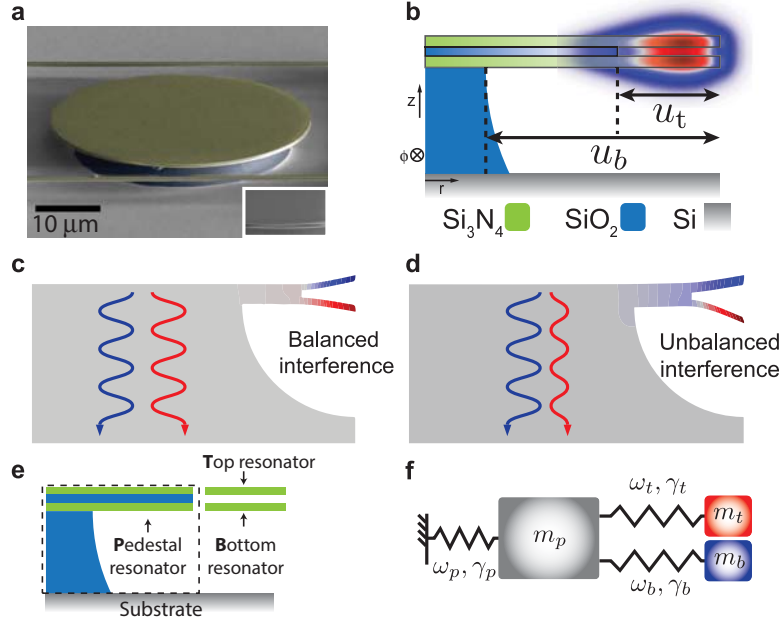 a
10 μm
b
z
ϕ
r
u_t
u_b
Si₃N₄
SiO₂
Si
c
Balanced
interference
d
Unbalanced
interference
e
Top resonator
Pedestal
resonator
Bottom
resonator
Substrate
f
ω_t, γ_t
m_p
m_t
m_b
ω_p, γ_p
ω_b, γ_b